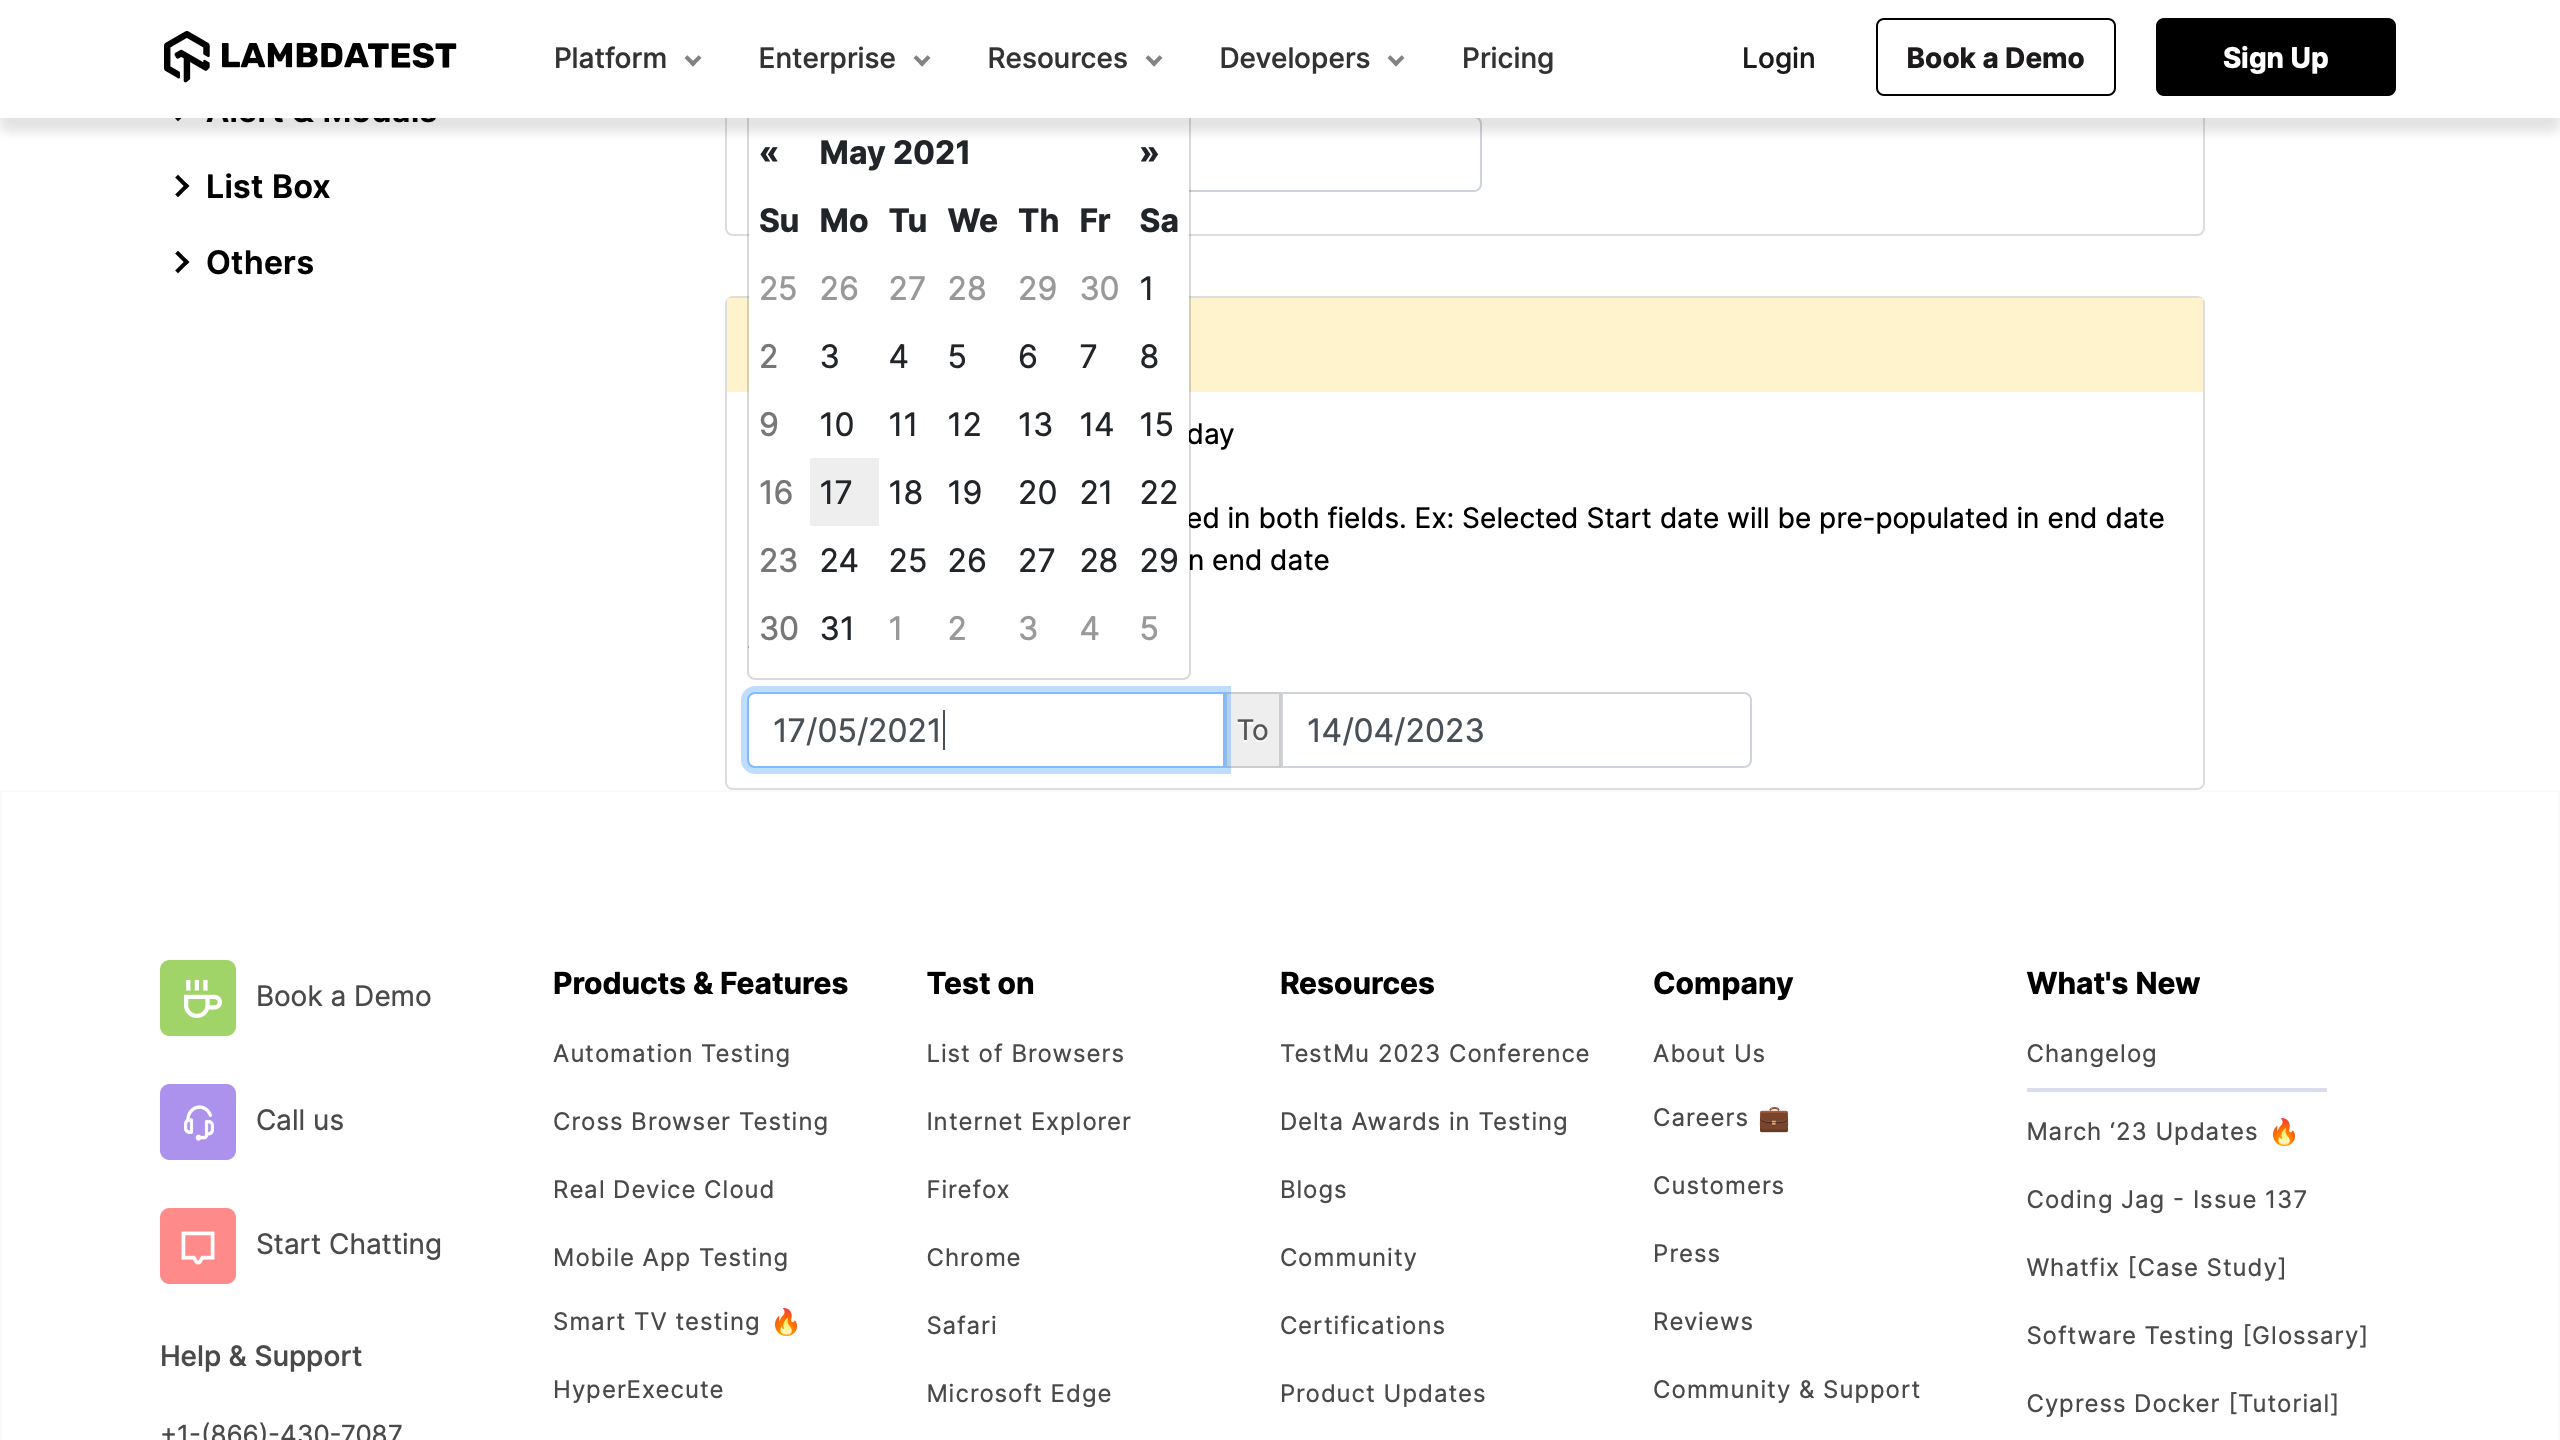 LAMBDATEST
Platform
Enterprise
Resources
Developers
Pricing
Login
Book a Demo
Sign Up
Alert & Modals
List Box
Others
« May 2021 »
Su Mo Tu We Th Fr Sa
25 26 27 28 29 30 1
2 3 4 5 6 7 8
9 10 11 12 13 14 15
16 17 18 19 20 21 22
23 24 25 26 27 28 29
30 31 1 2 3 4 5
day
ed in both fields. Ex: Selected Start date will be pre-populated in end date
n end date
17/05/2021 To 14/04/2023
Book a Demo
Call us
Start Chatting
Help & Support
+1-(866)-430-7087
Products & Features
Automation Testing
Cross Browser Testing
Real Device Cloud
Mobile App Testing
Smart TV testing 🔥
HyperExecute
Test on
List of Browsers
Internet Explorer
Firefox
Chrome
Safari
Microsoft Edge
Resources
TestMu 2023 Conference
Delta Awards in Testing
Blogs
Community
Certifications
Product Updates
Company
About Us
Careers 💼
Customers
Press
Reviews
Community & Support
What's New
Changelog
March ‘23 Updates 🔥
Coding Jag - Issue 137
Whatfix [Case Study]
Software Testing [Glossary]
Cypress Docker [Tutorial]